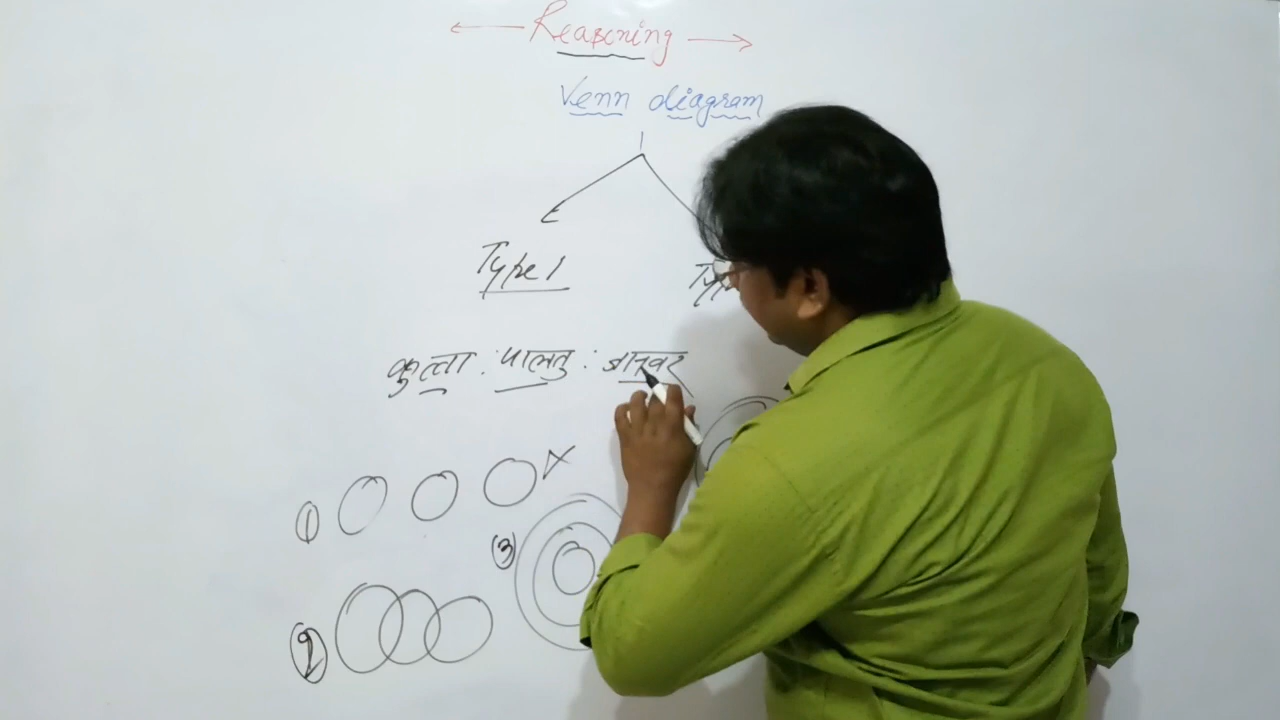 Reasoning
Venn diagram
Type 1
कुत्ता : पालतु : जानवर
①
③
②